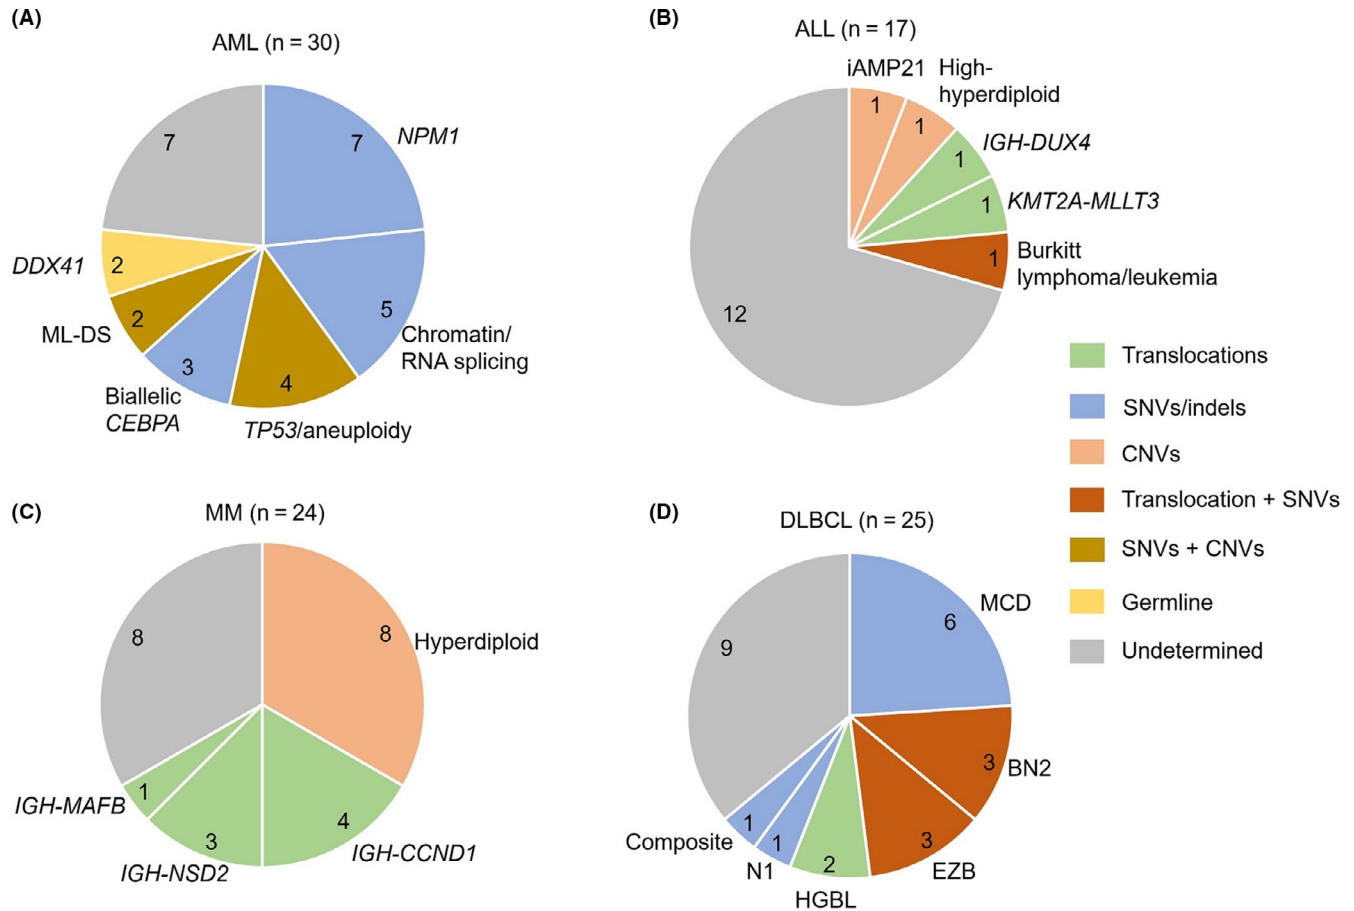 (A)
AML (n = 30)
7
NPM1
5
Chromatin/
RNA splicing
4
TP53/aneuploidy
3
Biallelic
CEBPA
2
ML-DS
2
DDX41
7
(B)
ALL (n = 17)
1
iAMP21
1
High-
hyperdiploid
1
IGH-DUX4
1
KMT2A-MLLT3
1
Burkitt
lymphoma/leukemia
12
Translocations
SNVs/indels
CNVs
Translocation + SNVs
SNVs + CNVs
Germline
Undetermined
(C)
MM (n = 24)
8
Hyperdiploid
4
IGH-CCND1
3
IGH-NSD2
1
IGH-MAFB
8
(D)
DLBCL (n = 25)
6
MCD
3
BN2
3
EZB
2
HGBL
1
N1
1
Composite
9